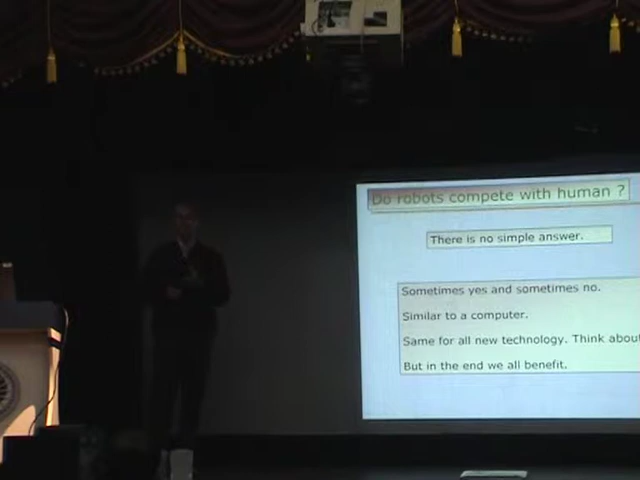 Do robots compete with human ?
There is no simple answer.
Sometimes yes and sometimes no.
Similar to a computer.
Same for all new technology. Think about
But in the end we all benefit.